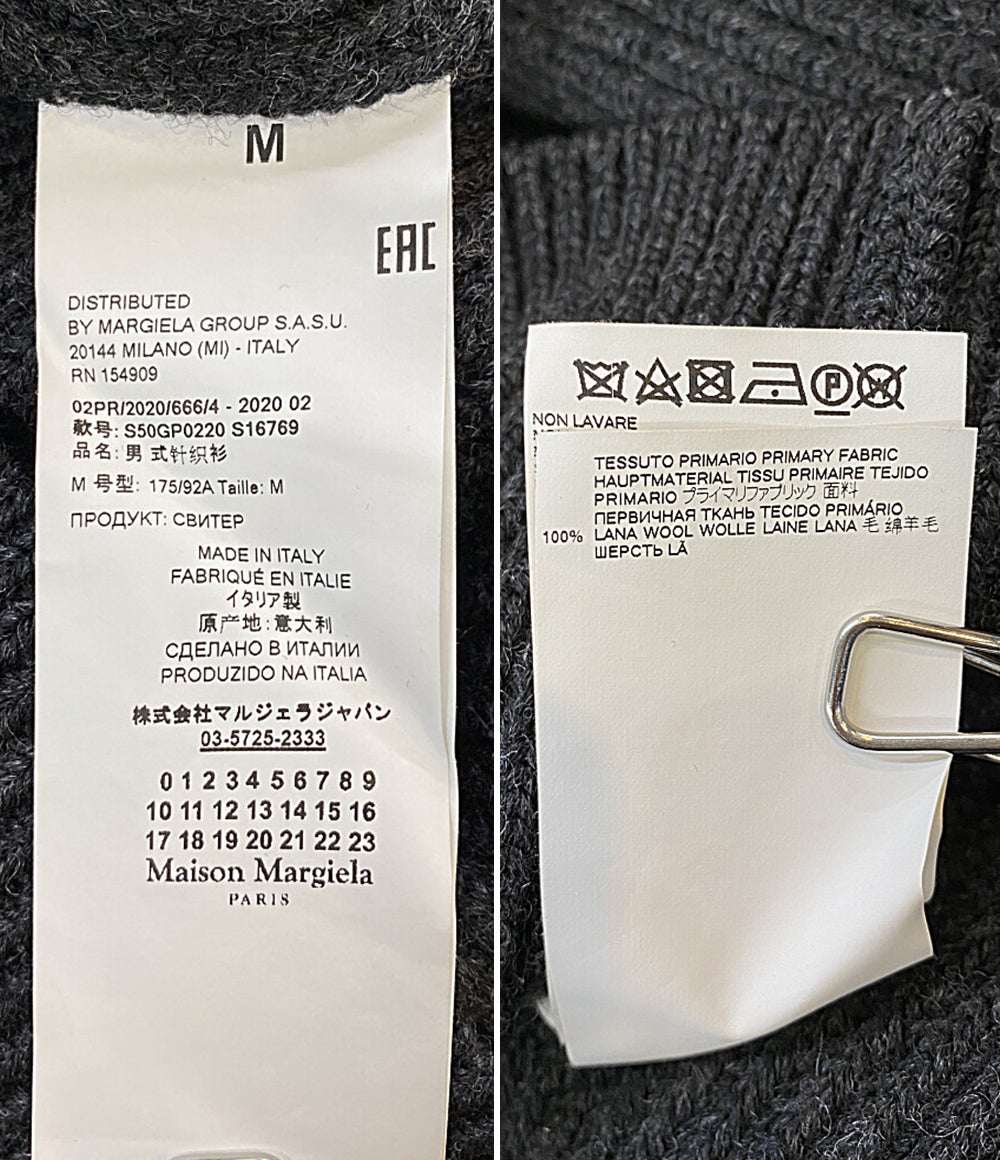 M
EAC
DISTRIBUTED
BY MARGIELA GROUP S.A.S.U.
20144 MILANO (MI) - ITALY
RN 154909
02PR/2020/666/4 - 2020 02
款号: S50GP0220 S16769
品名: 男 式针织衫
M 号型: 175/92A Taille: M
ПРОДУКТ: СВИТЕР
MADE IN ITALY
FABRIQUÉ EN ITALIE
イタリア製
原产地: 意大利
СДЕЛАНО В ИТАЛИИ
PRODUZIDO NA ITALIA
株式会社マルジェラジャパン
03-5725-2333
0 1 2 3 4 5 6 7 8 9
10 11 12 13 14 15 16
17 18 19 20 21 22 23
Maison Margiela
PARIS
P W
NON LAVARE
TESSUTO PRIMARIO PRIMARY FABRIC
HAUPTMATERIAL TISSU PRIMAIRE TEJIDO
PRIMARIO プライマリファブリック 面料
ПЕРВИЧНАЯ ТКАНЬ TECIDO PRIMÁRIO
100% LANA WOOL WOLLE LAINE LANA 毛 绵羊毛
ШЕРСТЬ LÃ